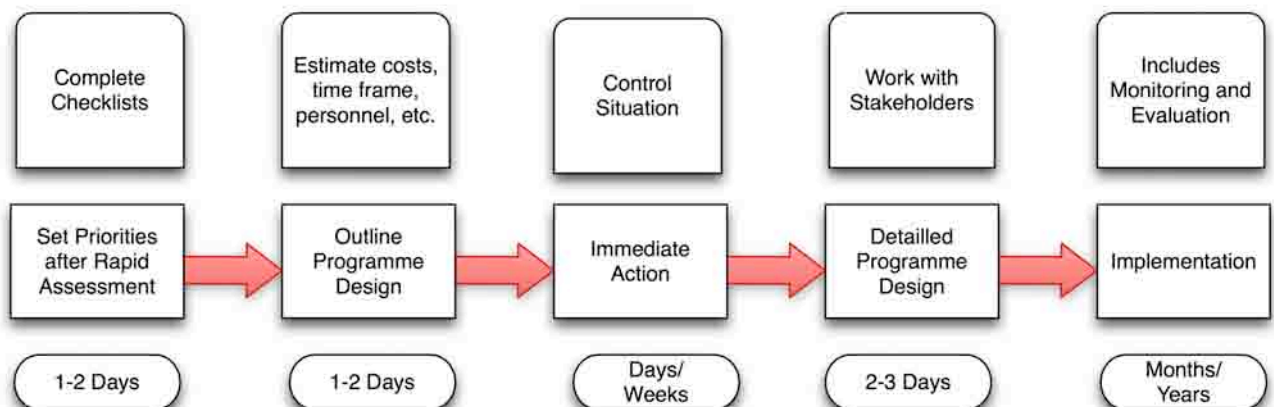 Complete
Checklists
Estimate costs,
time frame,
personnel, etc.
Control
Situation
Work with
Stakeholders
Includes
Monitoring and
Evaluation
Set Priorities
after Rapid
Assessment
Outline
Programme
Design
Immediate
Action
Detailled
Programme
Design
Implementation
1-2 Days
1-2 Days
Days/
Weeks
2-3 Days
Months/
Years